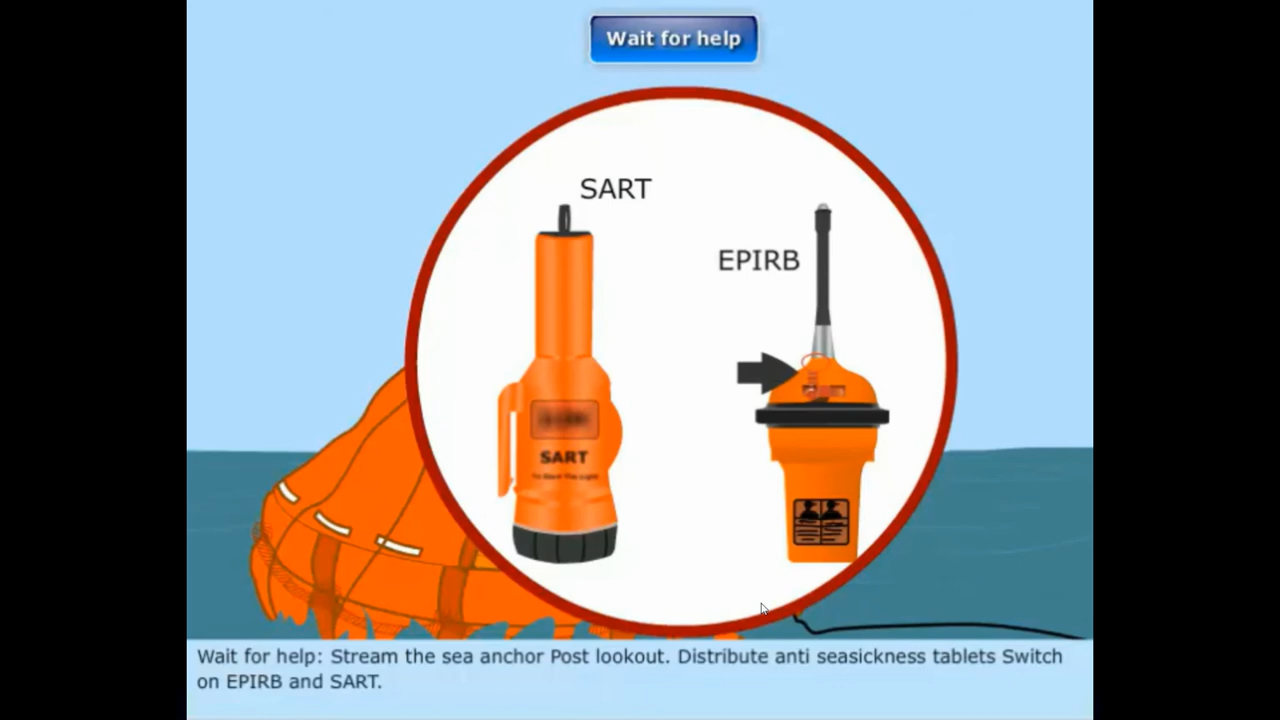 Wait for help
SART
EPIRB
SART
Wait for help: Stream the sea anchor Post lookout. Distribute anti seasickness tablets Switch
on EPIRB and SART.